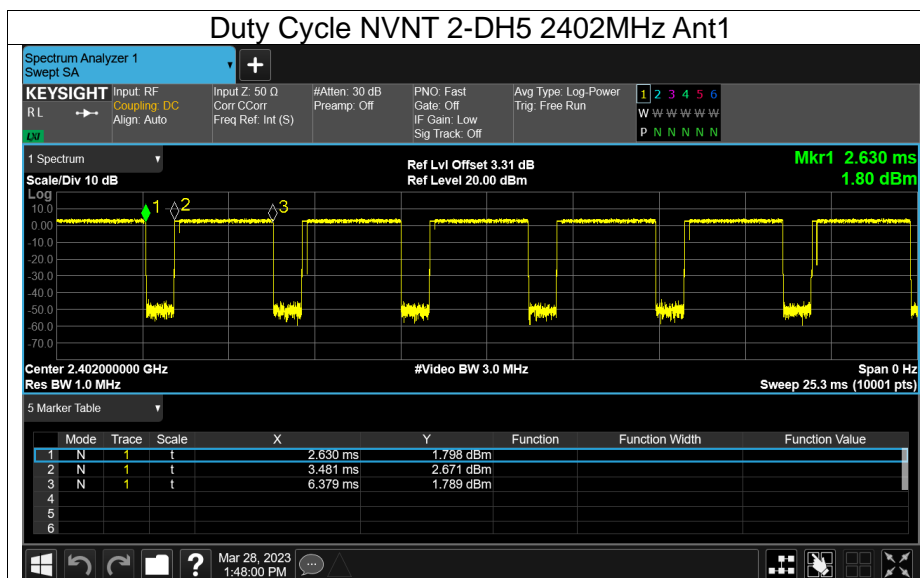 Duty Cycle NVNT 2-DH5 2402MHz Ant1
Spectrum Analyzer 1
Swept SA
+
KEYSIGHT Input: RF Input Z: 50 Ω #Atten: 30 dB PNO: Fast Avg Type: Log-Power 1 2 3 4 5 6
R L Coupling: DC Corr CCorr Preamp: Off Gate: Off Trig: Free Run W W W W W W
Align: Auto Freq Ref: Int (S) IF Gain: Low P N N N N N
LXI Sig Track: Off
1 Spectrum Ref Lvl Offset 3.31 dB Mkr1 2.630 ms
Scale/Div 10 dB Ref Level 20.00 dBm 1.80 dBm
Log
10.0 1 2 3
0.00
-10.0
-20.0
-30.0
-40.0
-50.0
-60.0
-70.0
Center 2.402000000 GHz #Video BW 3.0 MHz Span 0 Hz
Res BW 1.0 MHz Sweep 25.3 ms (10001 pts)
5 Marker Table
Mode Trace Scale X Y Function Function Width Function Value
1 N 1 t 2.630 ms 1.798 dBm
2 N 1 t 3.481 ms 2.671 dBm
3 N 1 t 6.379 ms 1.789 dBm
4
5
6
? Mar 28, 2023
1:48:00 PM